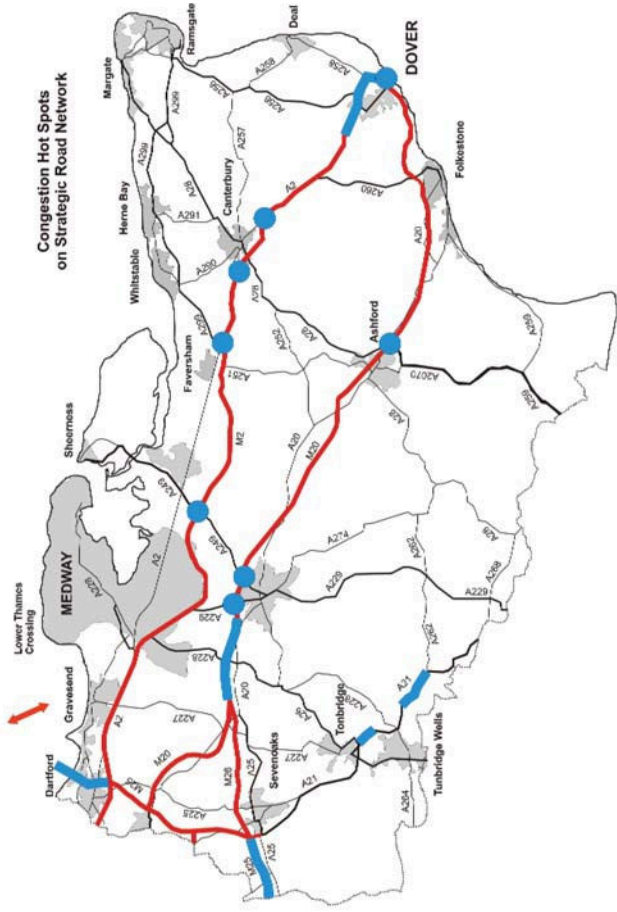 Congestion Hot Spots
on Strategic Road Network
Margate
Ramsgate
Deal
DOVER
Folkestone
Herne Bay
Whitstable
Canterbury
Faversham
Ashford
Sheerness
MEDWAY
Lower Thames
Crossing
Gravesend
Dartford
Sevenoaks
Tonbridge
Tunbridge Wells
A299
A299
A299
A28
A256
A256
A258
A258
A257
A291
A290
A2
A260
A20
A259
A259
A2070
A28
A28
A28
A252
A251
M2
M20
A20
A249
A249
A2
A228
A229
A274
A262
A229
A268
A28
A262
A21
A228
A26
A20
A227
A2
M25
M20
M26
A25
A225
A227
A21
A264
M25
A25